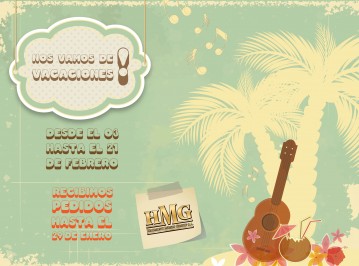 NOS VAMOS DE
VACACIONES!
DESDE EL 03
HASTA EL 21
DE FEBRERO
RECIBIMOS
PEDIDOS
HASTA EL
29 DE ENERO
HMG